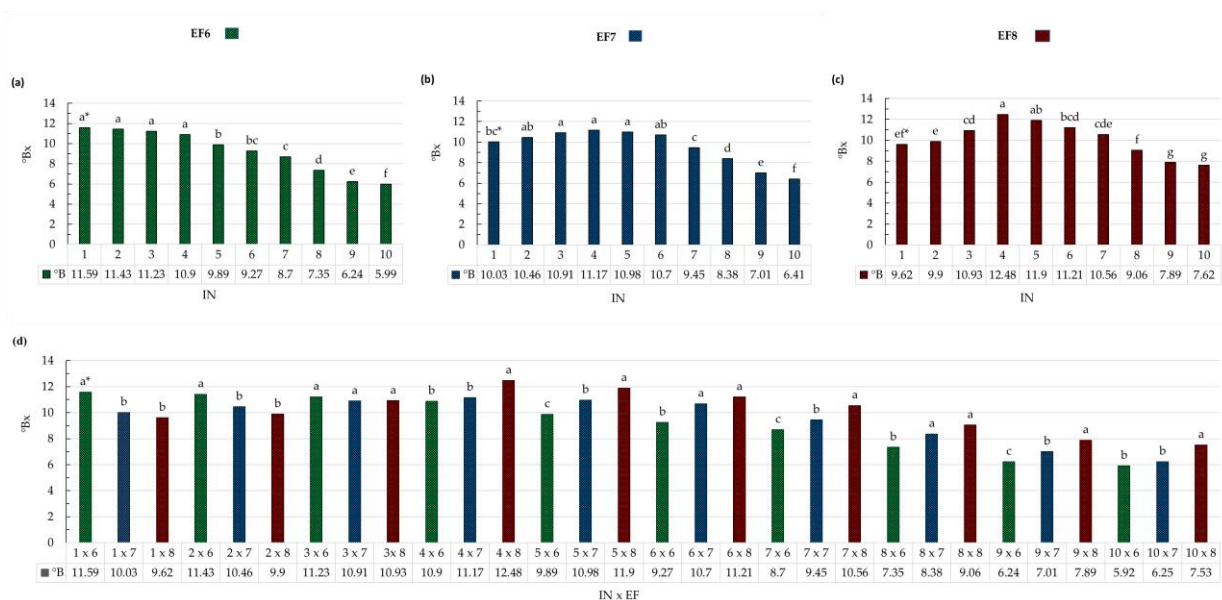 EF6
EF7
EF8
(a)
14
12
10
8
6
4
2
0
ºBx
a* a a a b bc c d e f
1 2 3 4 5 6 7 8 9 10
ºB 11.59 11.43 11.23 10.9 9.89 9.27 8.7 7.35 6.24 5.99
IN
(b)
14
12
10
8
6
4
2
0
ºBx
bc* ab a a a ab c d e f
1 2 3 4 5 6 7 8 9 10
ºB 10.03 10.46 10.91 11.17 10.98 10.7 9.45 8.38 7.01 6.41
IN
(c)
14
12
10
8
6
4
2
0
ºBx
ef* e cd a ab bcd cde f g g
1 2 3 4 5 6 7 8 9 10
ºB 9.62 9.9 10.93 12.48 11.9 11.21 10.56 9.06 7.89 7.62
IN
(d)
14
12
10
8
6
4
2
0
ºBx
a* b b a b b a a a b b a c b a b a a c b a b a a c b a b b a
1 x 6 1 x 7 1 x 8 2 x 6 2 x 7 2 x 8 3 x 6 3 x 7 3 x 8 4 x 6 4 x 7 4 x 8 5 x 6 5 x 7 5 x 8 6 x 6 6 x 7 6 x 8 7 x 6 7 x 7 7 x 8 8 x 6 8 x 7 8 x 8 9 x 6 9 x 7 9 x 8 10 x 6 10 x 7 10 x 8
ºB 11.59 10.03 9.62 11.43 10.46 9.9 11.23 10.91 10.93 10.9 11.17 12.48 9.89 10.98 11.9 9.27 10.7 11.21 8.7 9.45 10.56 7.35 8.38 9.06 6.24 7.01 7.89 5.92 6.25 7.53
IN x EF